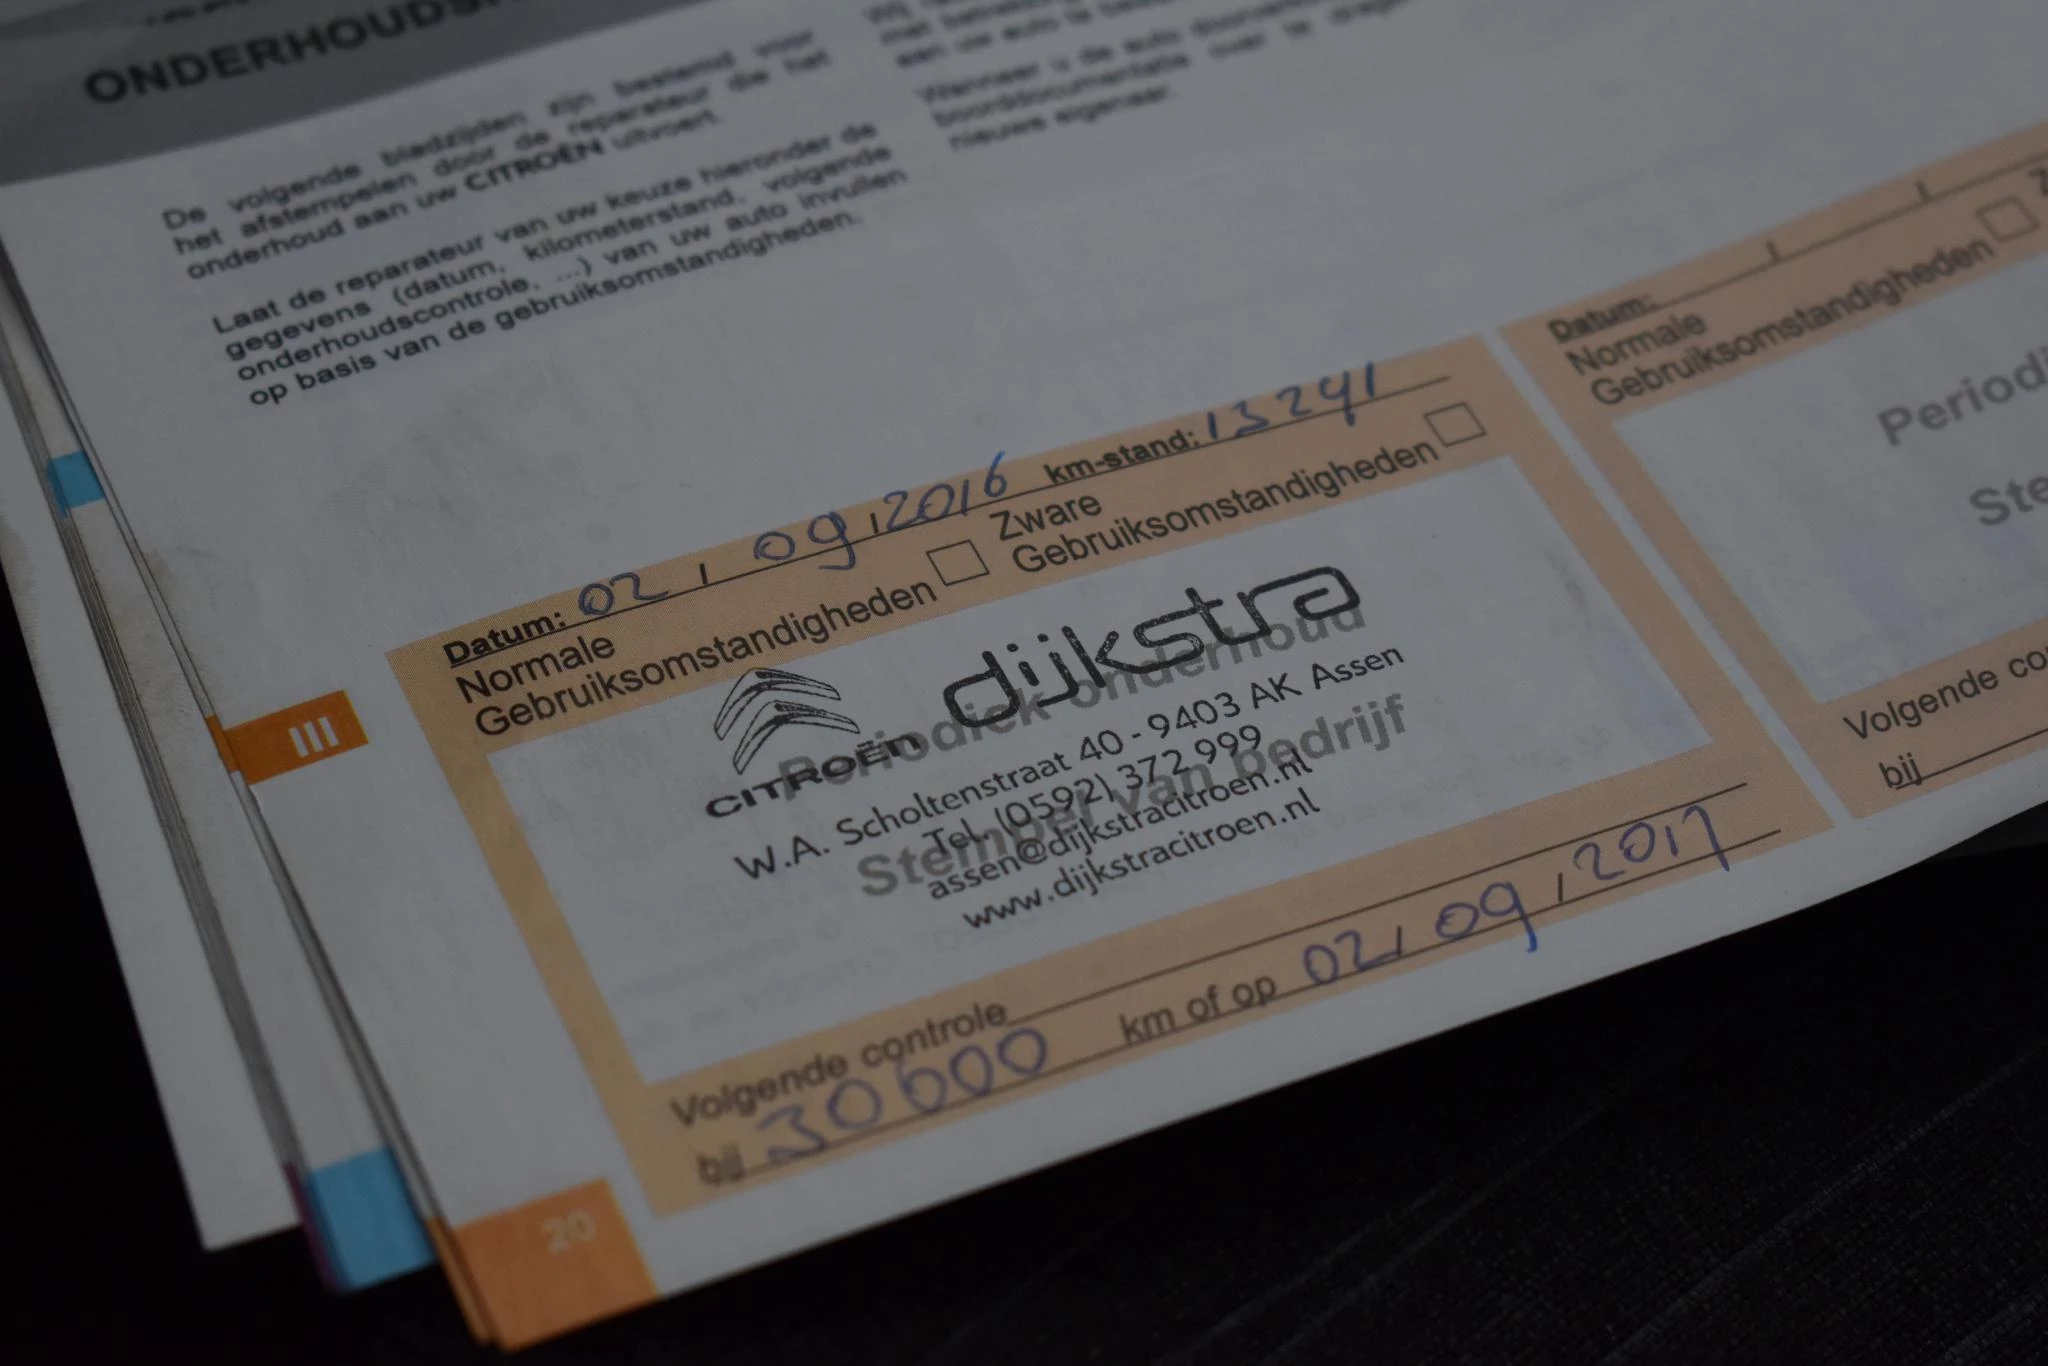 ONDERHOUDS
De volgende bladzijden zijn bestemd voor
het afstempelen door de reparateur die het
onderhoud aan uw CITROËN uitvoert.
Laat de reparateur van uw keuze hieronder de
gegevens (datum, kilometerstand, volgende
onderhoudscontrole, ...) van uw auto invullen
op basis van de gebruiksomstandigheden.
Wanneer u de auto
boorddocumentatie over te dragen
nieuwe eigenaar.
Datum: 02 / 09 / 2016 km-stand: 13241
Normale
Gebruiksomstandigheden
Zware
Gebruiksomstandigheden
Periodiek onderhoud
Stempel van bedrijf
CITROËN dijkstra
W.A. Scholtenstraat 40 - 9403 AK Assen
Tel. (0592) 372 999
assen@dijkstracitroen.nl
www.dijkstracitroen.nl
Volgende controle
bij 30 000 km of op 02 / 09 / 2017
Datum: / /
Normale
Gebruiksomstandigheden
Periodi
Ste
Volgende co
bij
III
20